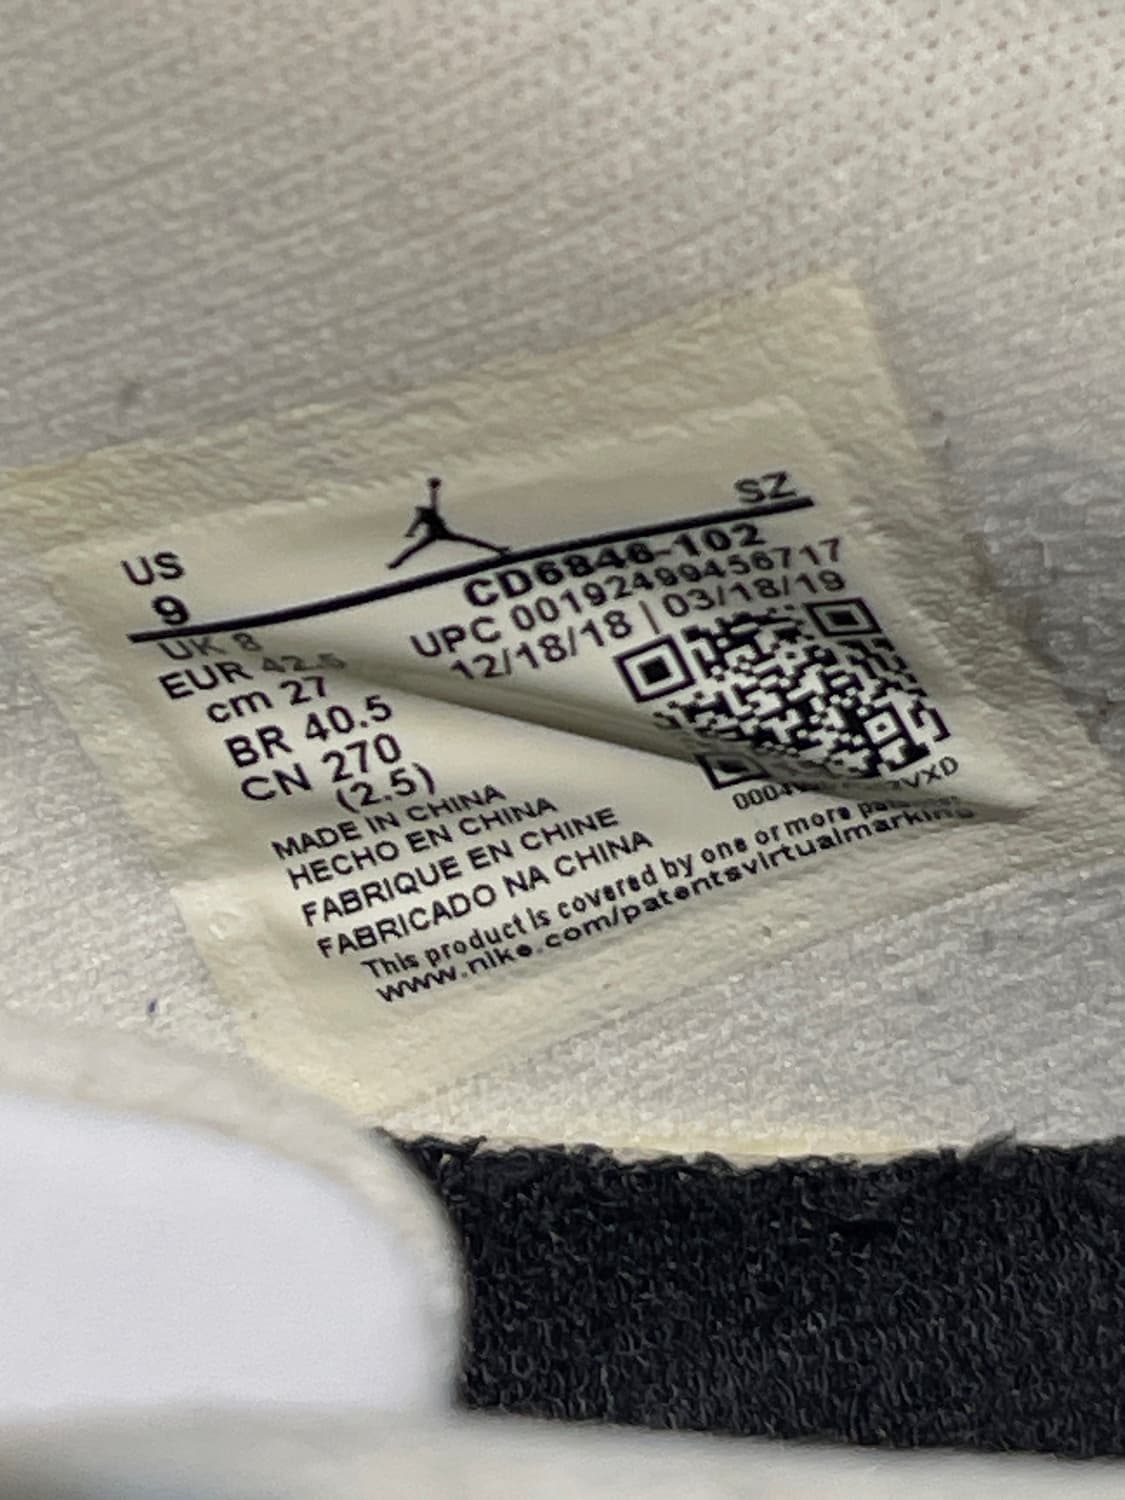 US SZ
9 CD6846-102
UK 8 UPC 00192499456717
EUR 42.5 12/18/18 | 03/18/19
cm 27
BR 40.5
CN 270
(2.5)
MADE IN CHINA
HECHO EN CHINA
FABRIQUE EN CHINE
FABRICADO NA CHINA
This product is covered by one or more
www.nike.com/patentsvirtualmarking